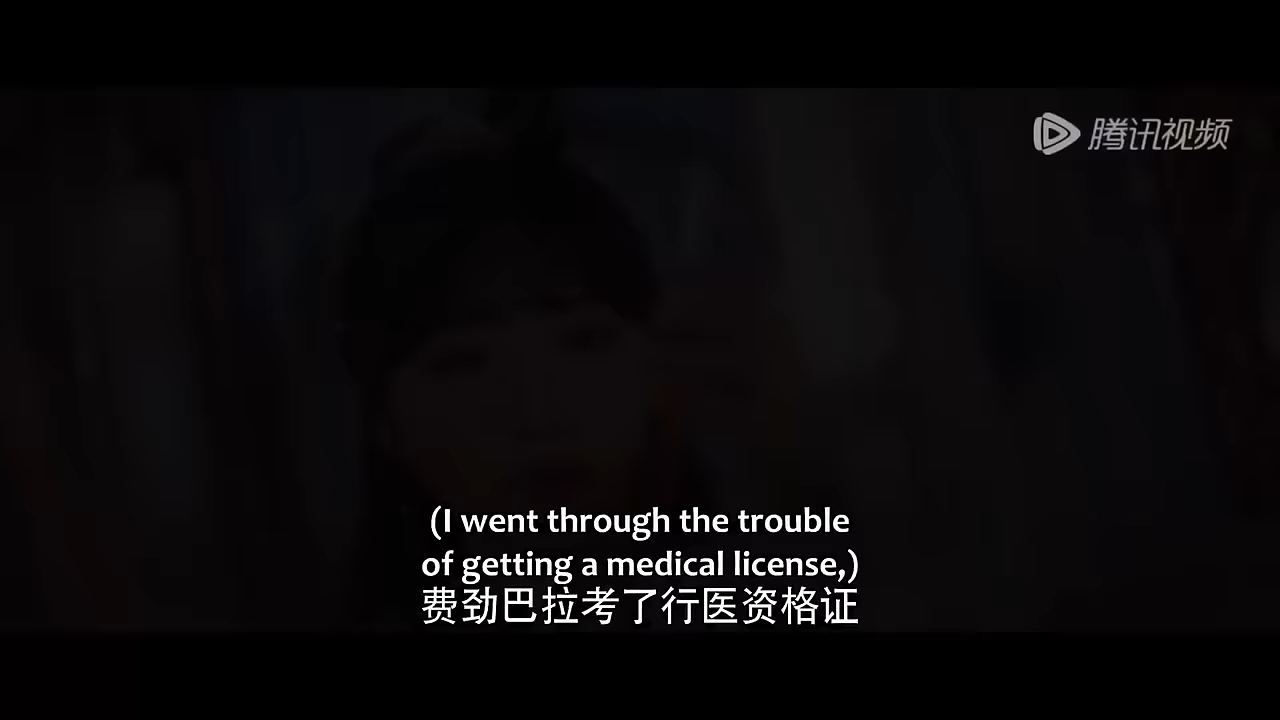 腾讯视频
(I went through the trouble
of getting a medical license,)
费劲巴拉考了行医资格证